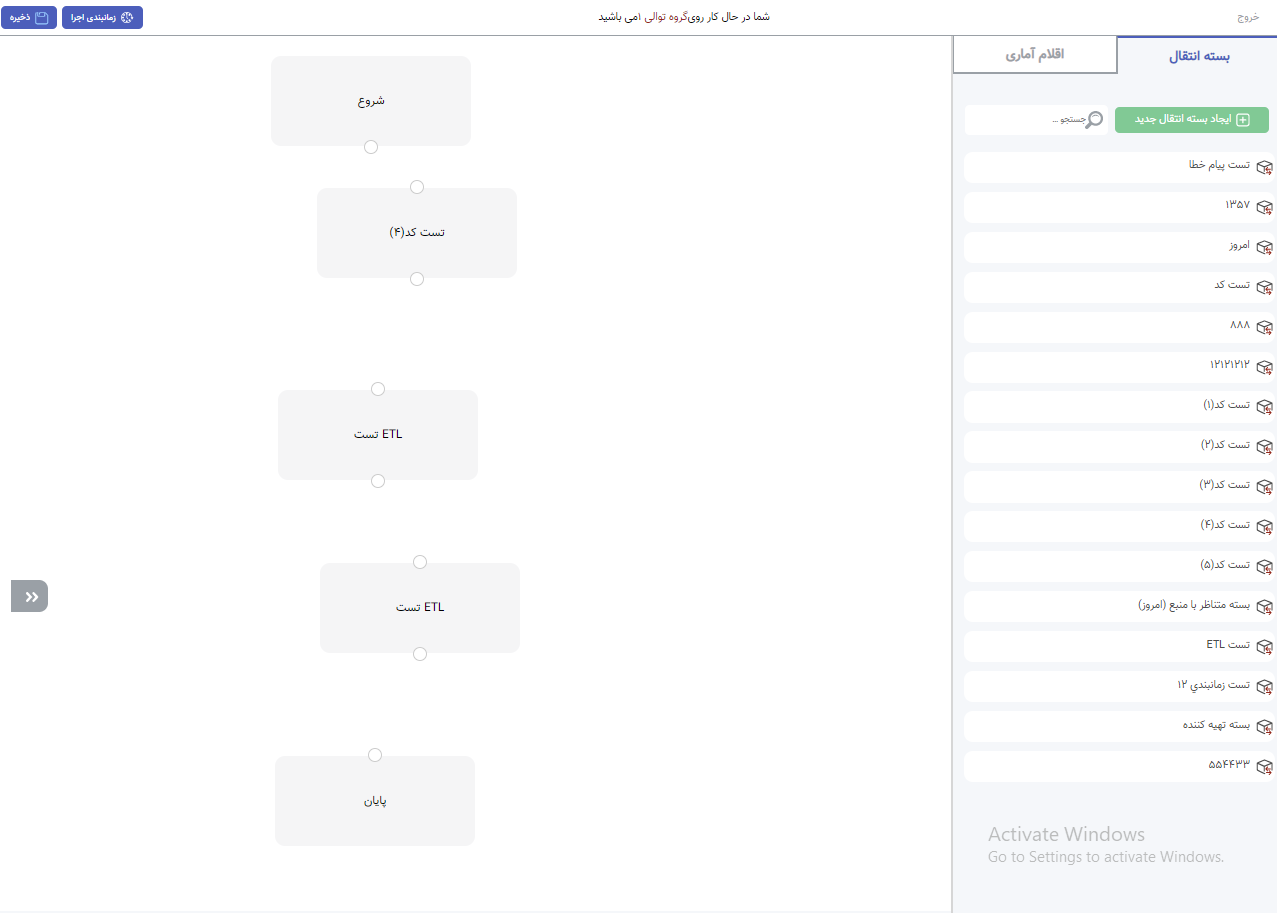 خروج
شما در حال کار روی‌گروه توالی ۱می باشید
زمانبندی اجرا
ذخیره
بسته انتقال
اقلام آماری
ایجاد بسته انتقال جدید
جستجو ...
تست پیام خطا
۱۳۵۷
امروز
تست کد
۸۸۸
۱۲۱۲۱۲۱۲
تست کد(۱)
تست کد(۲)
تست کد(۳)
تست کد(۴)
تست کد(۵)
بسته متناظر با منبع (امروز)
تست ETL
تست زمانبندي ۱۲
بسته تهیه کننده
۵۵۴۴۳۳
شروع
تست کد(۴)
تست ETL
تست ETL
پایان
Activate Windows
Go to Settings to activate Windows.